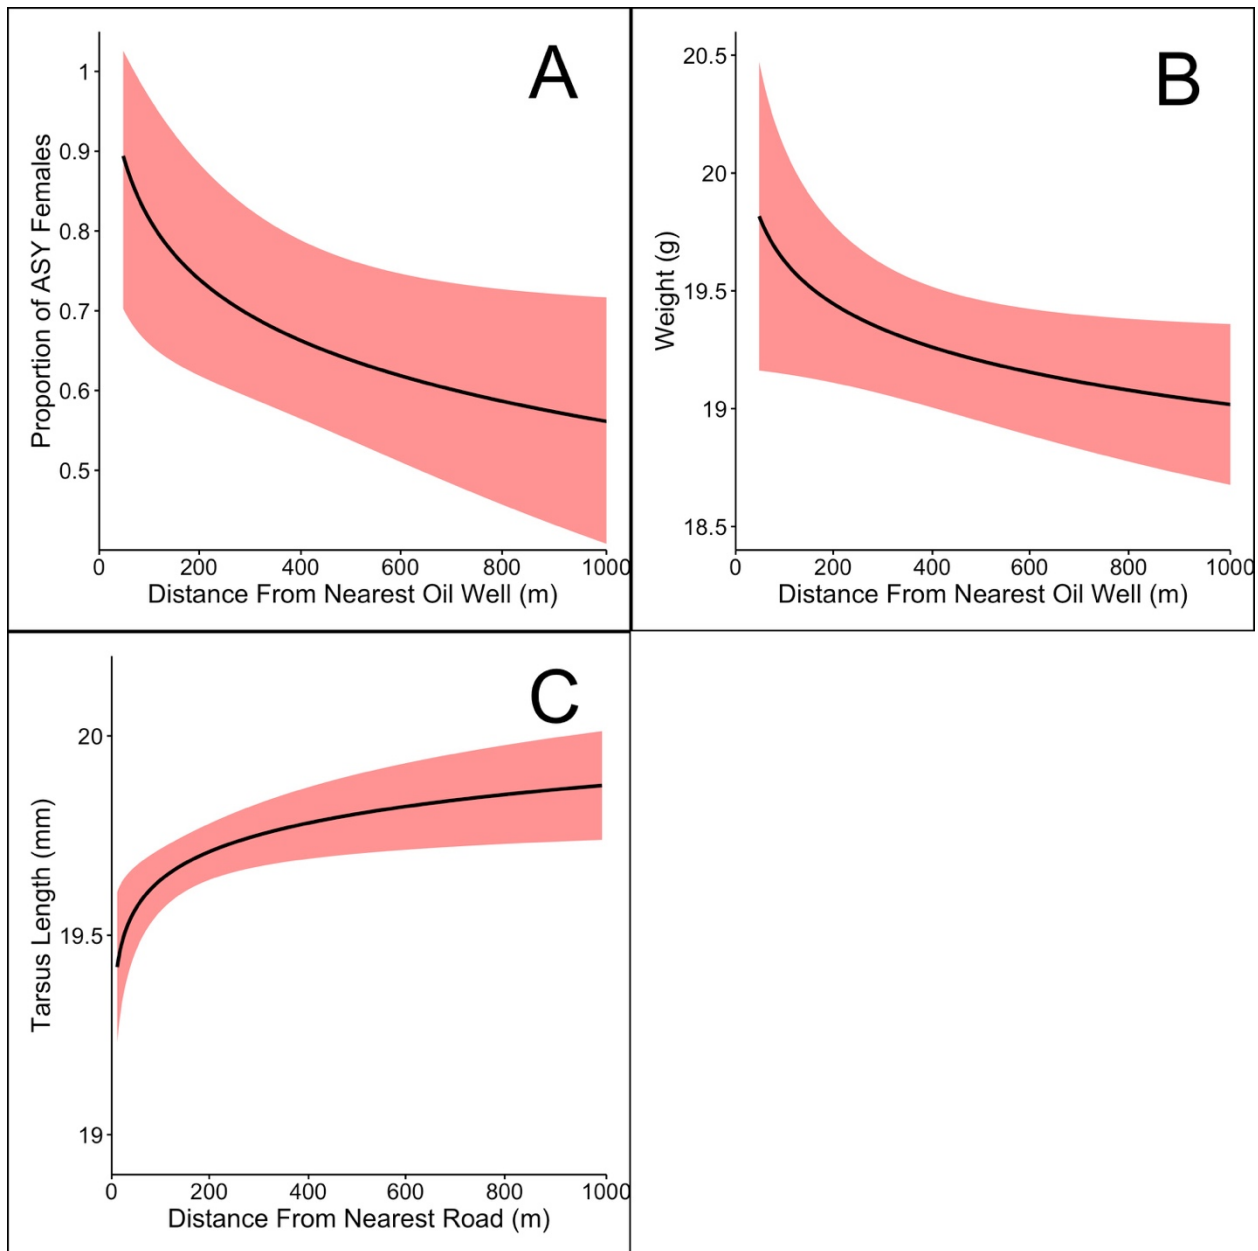 A
Proportion of ASY Females
1
0.9
0.8
0.7
0.6
0.5
0 200 400 600 800 1000
Distance From Nearest Oil Well (m)
B
Weight (g)
20.5
20
19.5
19
18.5
0 200 400 600 800 1000
Distance From Nearest Oil Well (m)
C
Tarsus Length (mm)
20
19.5
19
0 200 400 600 800 1000
Distance From Nearest Road (m)